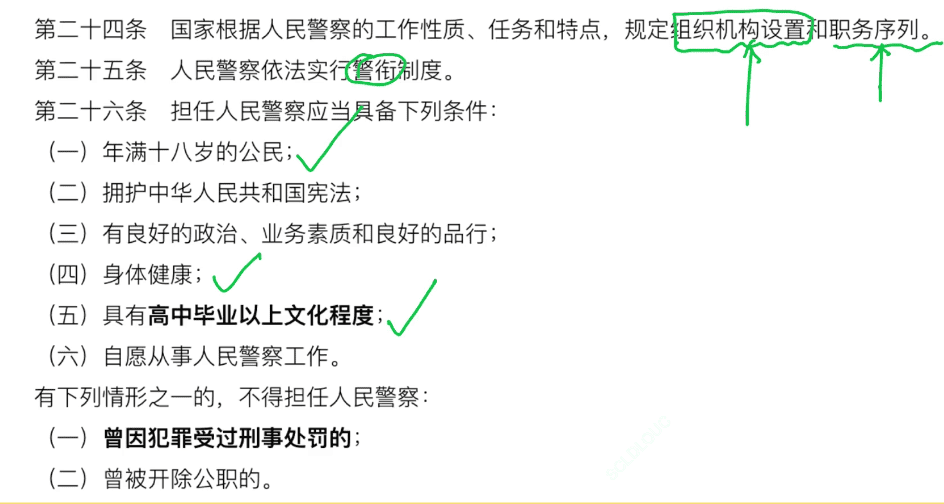 第二十四条　国家根据人民警察的工作性质、任务和特点，规定组织机构设置和职务序列。
第二十五条　人民警察依法实行警衔制度。
第二十六条　担任人民警察应当具备下列条件：
（一）年满十八岁的公民；
（二）拥护中华人民共和国宪法；
（三）有良好的政治、业务素质和良好的品行；
（四）身体健康；
（五）具有高中毕业以上文化程度；
（六）自愿从事人民警察工作。
有下列情形之一的，不得担任人民警察：
（一）曾因犯罪受过刑事处罚的；
（二）曾被开除公职的。